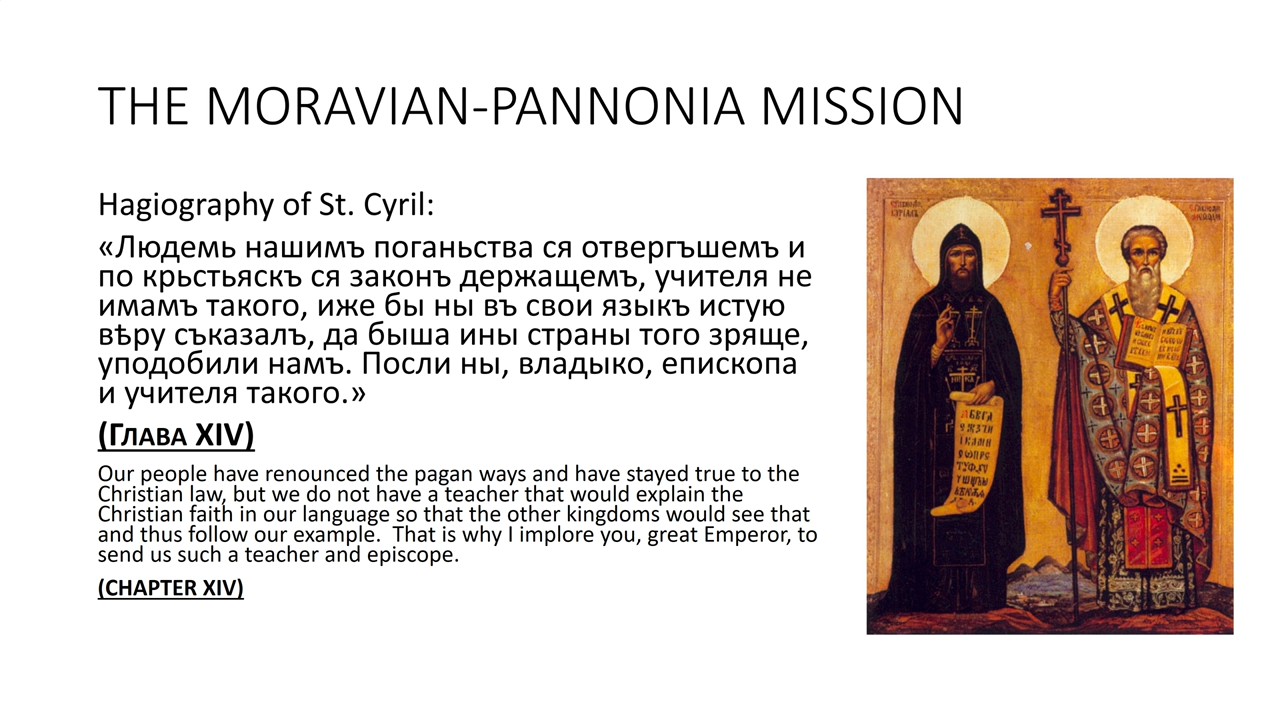 THE MORAVIAN-PANNONIA MISSION
Hagiography of St. Cyril:
«Людемь нашимъ поганьства ся отвергъшемъ и
по крьстьяскъ ся законъ держащемъ, учителя не
имамъ такого, иже бы ны въ свои языкъ истую
вѣру съказалъ, да быша ины страны того зряще,
уподобили намъ. Посли ны, владыко, епископа
и учителя такого.»
(Глава XIV)
Our people have renounced the pagan ways and have stayed true to the
Christian law, but we do not have a teacher that would explain the
Christian faith in our language so that the other kingdoms would see that
and thus follow our example.  That is why I implore you, great Emperor, to
send us such a teacher and episcope.
(CHAPTER XIV)